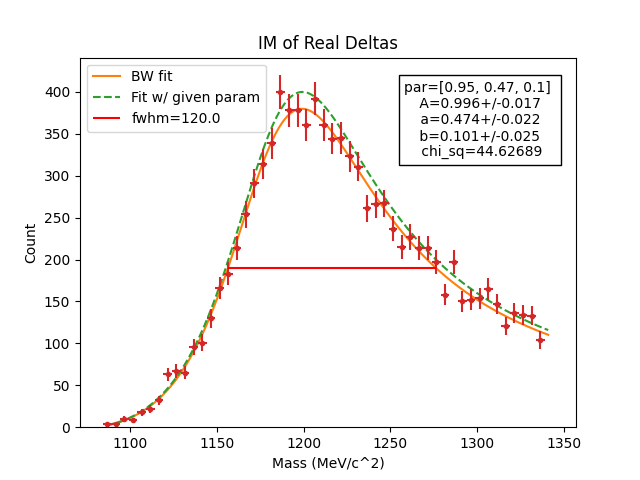 IM of Real Deltas
BW fit
Fit w/ given param
fwhm=120.0
par=[0.95, 0.47, 0.1]
A=0.996+/-0.017
a=0.474+/-0.022
b=0.101+/-0.025
chi_sq=44.62689
Count
400
350
300
250
200
150
100
50
0
1100 1150 1200 1250 1300 1350
Mass (MeV/c^2)